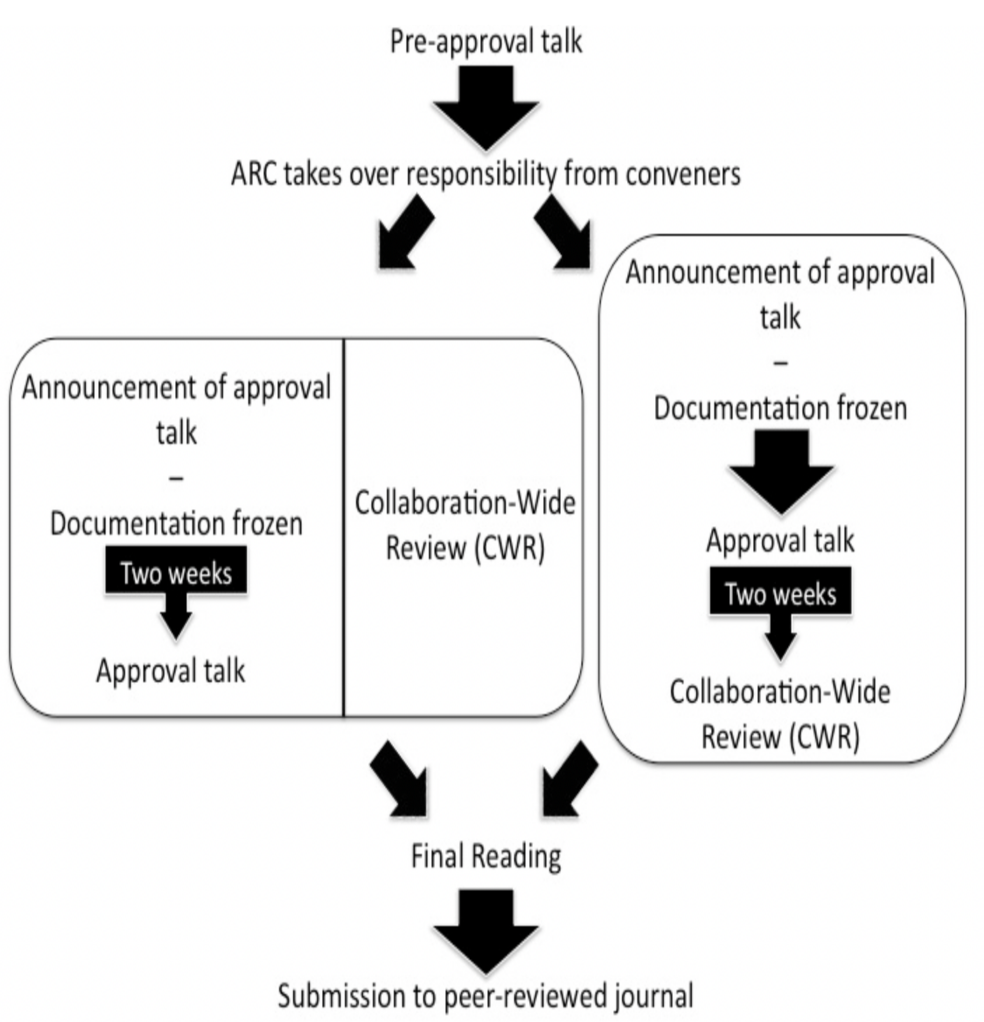 Pre-approval talk
ARC takes over responsibility from conveners
Announcement of approval
talk
–
Documentation frozen
Two weeks
Approval talk
Collaboration-Wide
Review (CWR)
Announcement of approval
talk
–
Documentation frozen
Approval talk
Two weeks
Collaboration-Wide
Review (CWR)
Final Reading
Submission to peer-reviewed journal